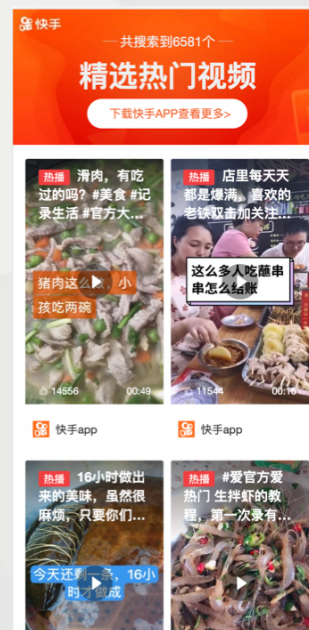 快手
共搜索到6581个
精选热门视频
下载快手APP查看更多>
热播 滑肉，有吃
过的吗？#美食 #记
录生活 #官方大...
猪肉这么做，小
孩吃两碗
14556 00:49
快手app
热播 店里每天天
都是爆满，喜欢的
老铁双击加关注...
这么多人吃蘸串
串怎么结账
11544
快手app
热播 16小时做出
来的美味，虽然很
麻烦，只要你们...
今天还剩一条，16小
时才做成
热播 #爱官方爱
热门 生拌虾的教
程，第一次录有...